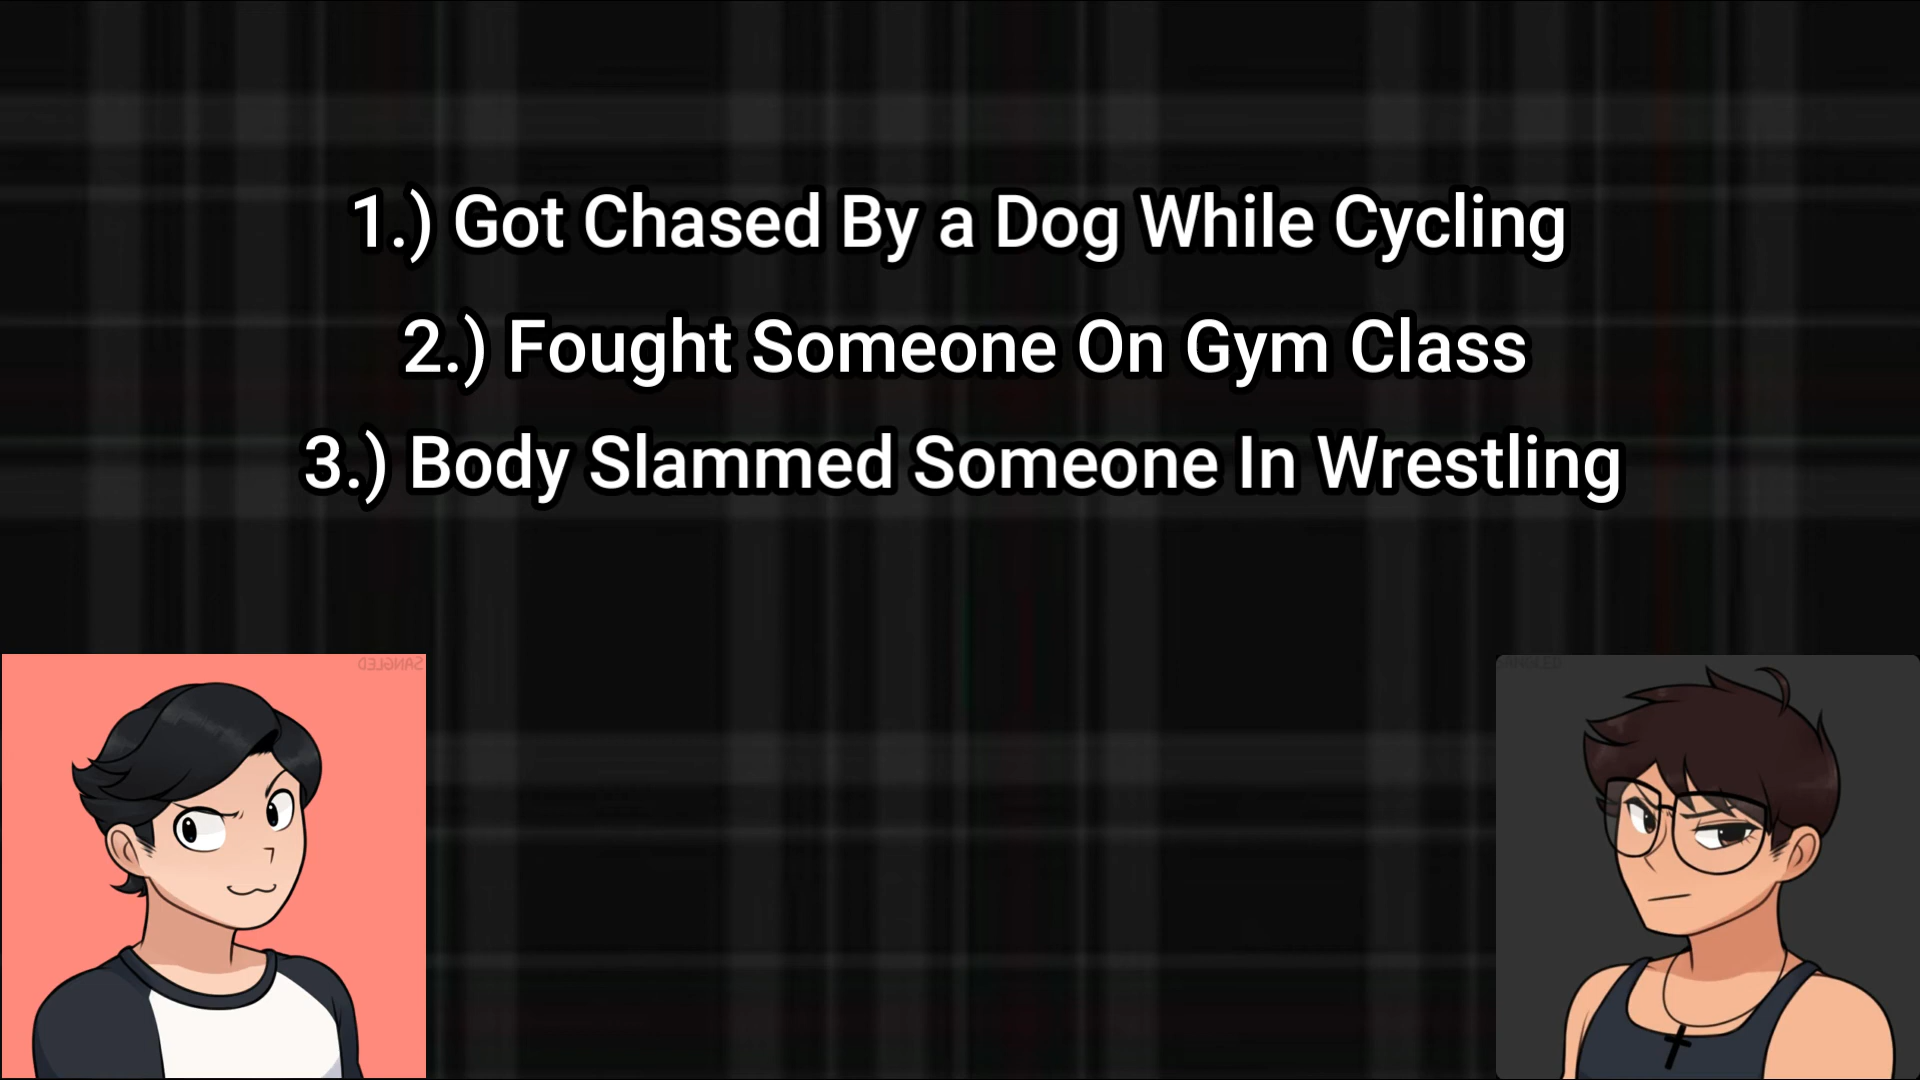 1.) Got Chased By a Dog While Cycling
2.) Fought Someone On Gym Class
3.) Body Slammed Someone In Wrestling
SANGLED